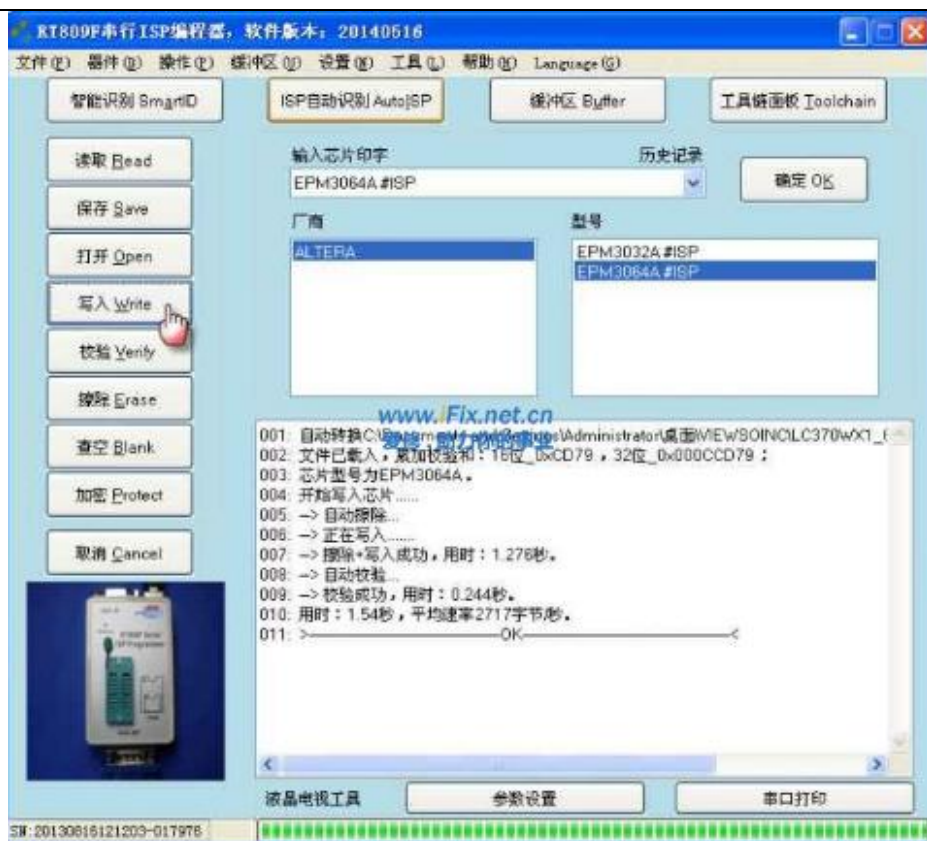 RT809F串行ISP编程器，软件版本：20140516
文件(F) 器件(D) 操作(P) 缓冲区(U) 设置(X) 工具(L) 帮助(H) Language(G)
智能识别 SmartID
ISP自动识别 Auto|SP
缓冲区 Buffer
工具链面板 Toolchain
读取 Read
保存 Save
打开 Open
写入 Write
校验 Verify
擦除 Erase
查空 Blank
加密 Protect
取消 Cancel
输入芯片印字
历史记录
EPM3064A #ISP
确定 OK
厂商
型号
ALTERA
EPM3032A #ISP
EPM3064A #ISP
www.iFix.net.cn
001: 自动转换C:\ \Administrator\桌面\VIEWSOINC\LC370WX1_
002: 文件已载入，累加校验和：16位_0xCD79，32位_0x000CCD79；
003: 芯片型号为EPM3064A。
004: 开始写入芯片......
005: -> 自动擦除...
006: -> 正在写入......
007: -> 擦除+写入成功，用时：1.276秒。
008: -> 自动校验...
009: -> 校验成功，用时：0.244秒。
010: 用时：1.54秒，平均速率2717字节/秒。
011: >——————————OK——————————<
液晶电视工具
参数设置
串口打印
SN:20130616121203-017976